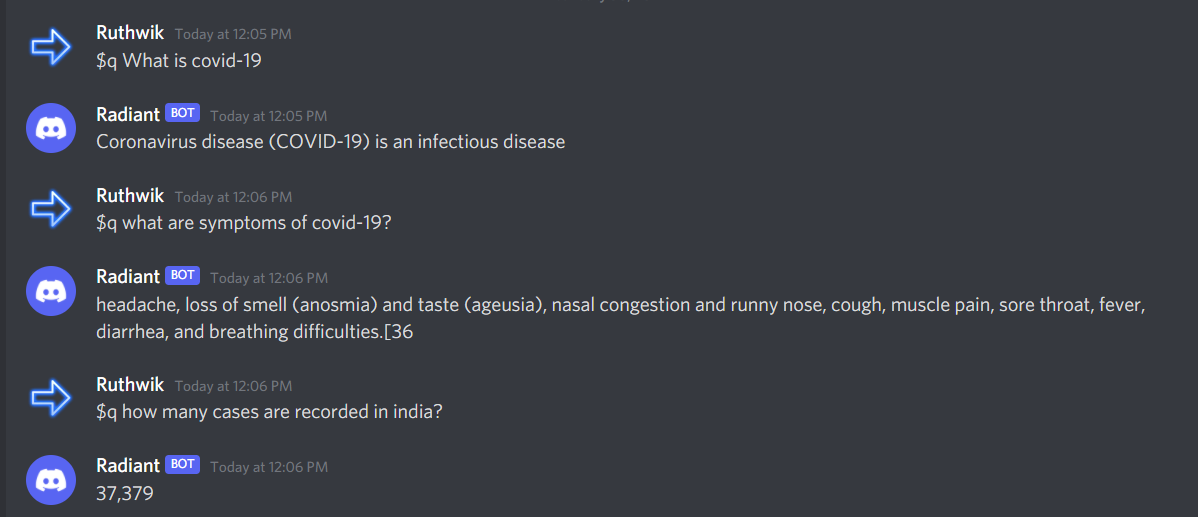 Ruthwik Today at 12:05 PM
$q What is covid-19
Radiant BOT Today at 12:05 PM
Coronavirus disease (COVID-19) is an infectious disease
Ruthwik Today at 12:06 PM
$q what are symptoms of covid-19?
Radiant BOT Today at 12:06 PM
headache, loss of smell (anosmia) and taste (ageusia), nasal congestion and runny nose, cough, muscle pain, sore throat, fever,
diarrhea, and breathing difficulties.[36
Ruthwik Today at 12:06 PM
$q how many cases are recorded in india?
Radiant BOT Today at 12:06 PM
37,379